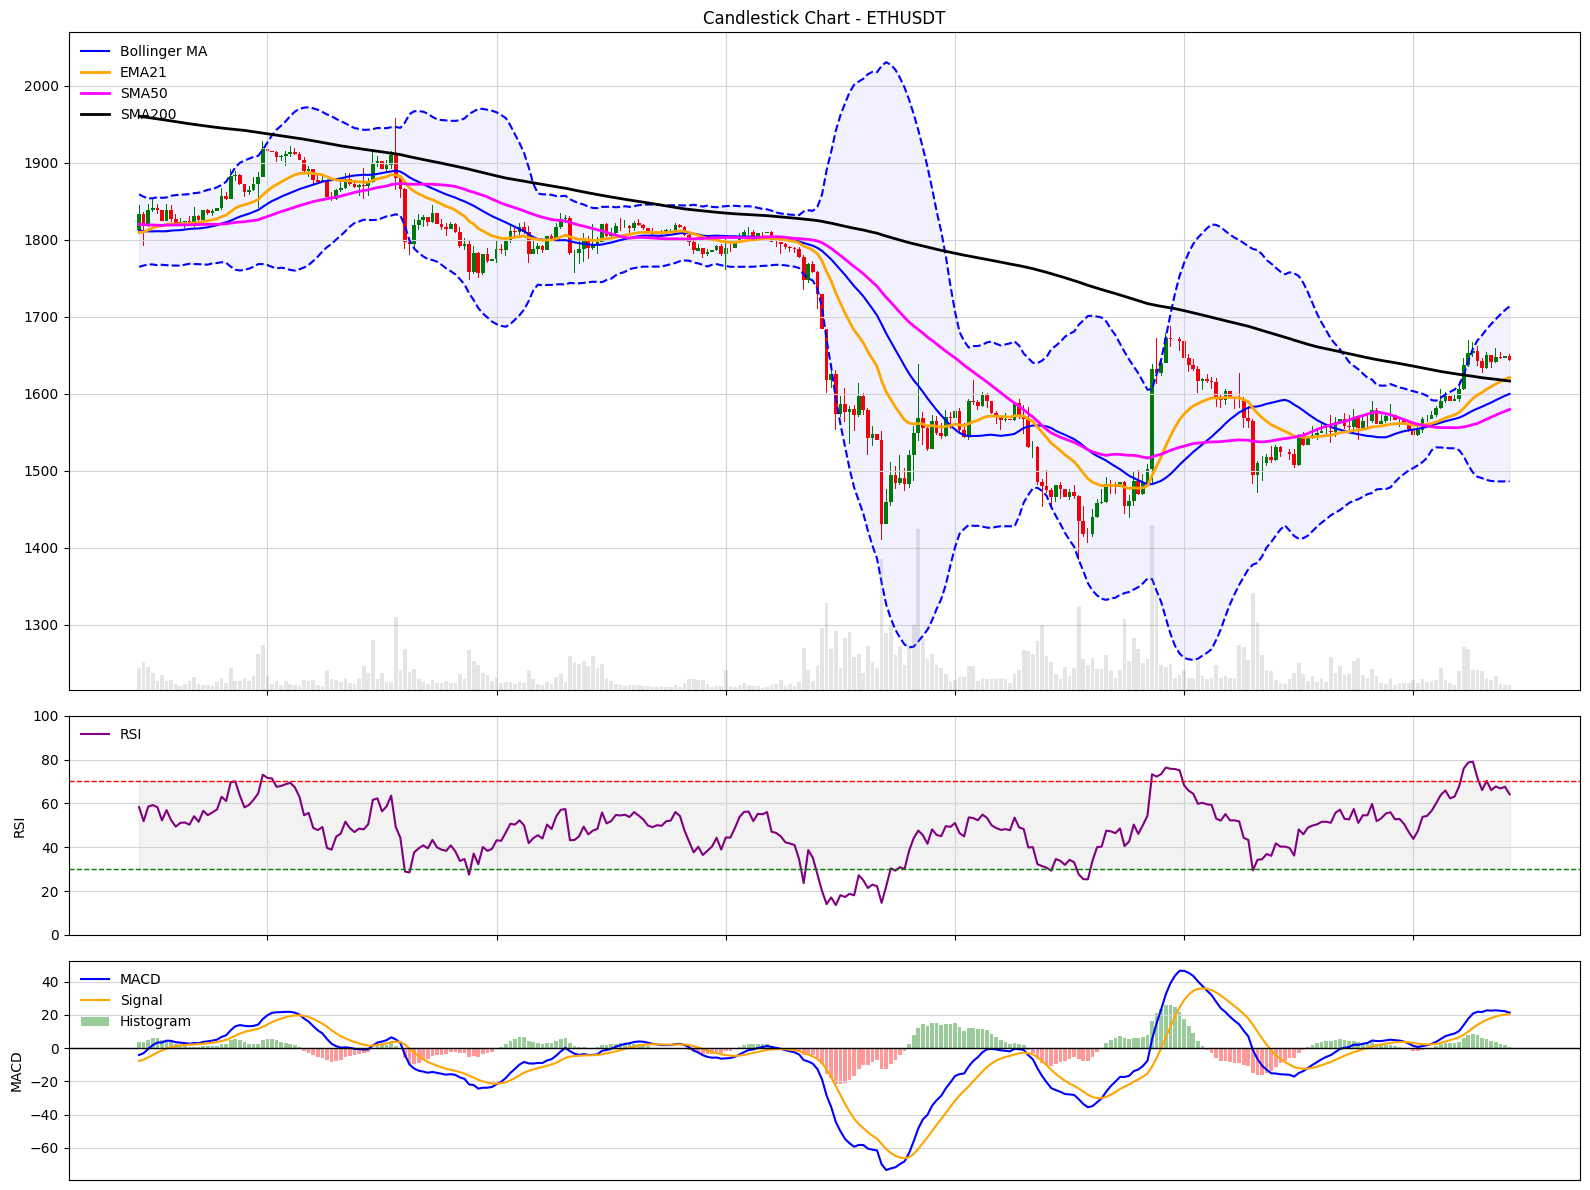 Candlestick Chart - ETHUSDT
Bollinger MA
EMA21
SMA50
SMA200
2000
1900
1800
1700
1600
1500
1400
1300
RSI
100
80
60
40
20
0
RSI
MACD
Signal
Histogram
40
20
0
−20
−40
−60
MACD